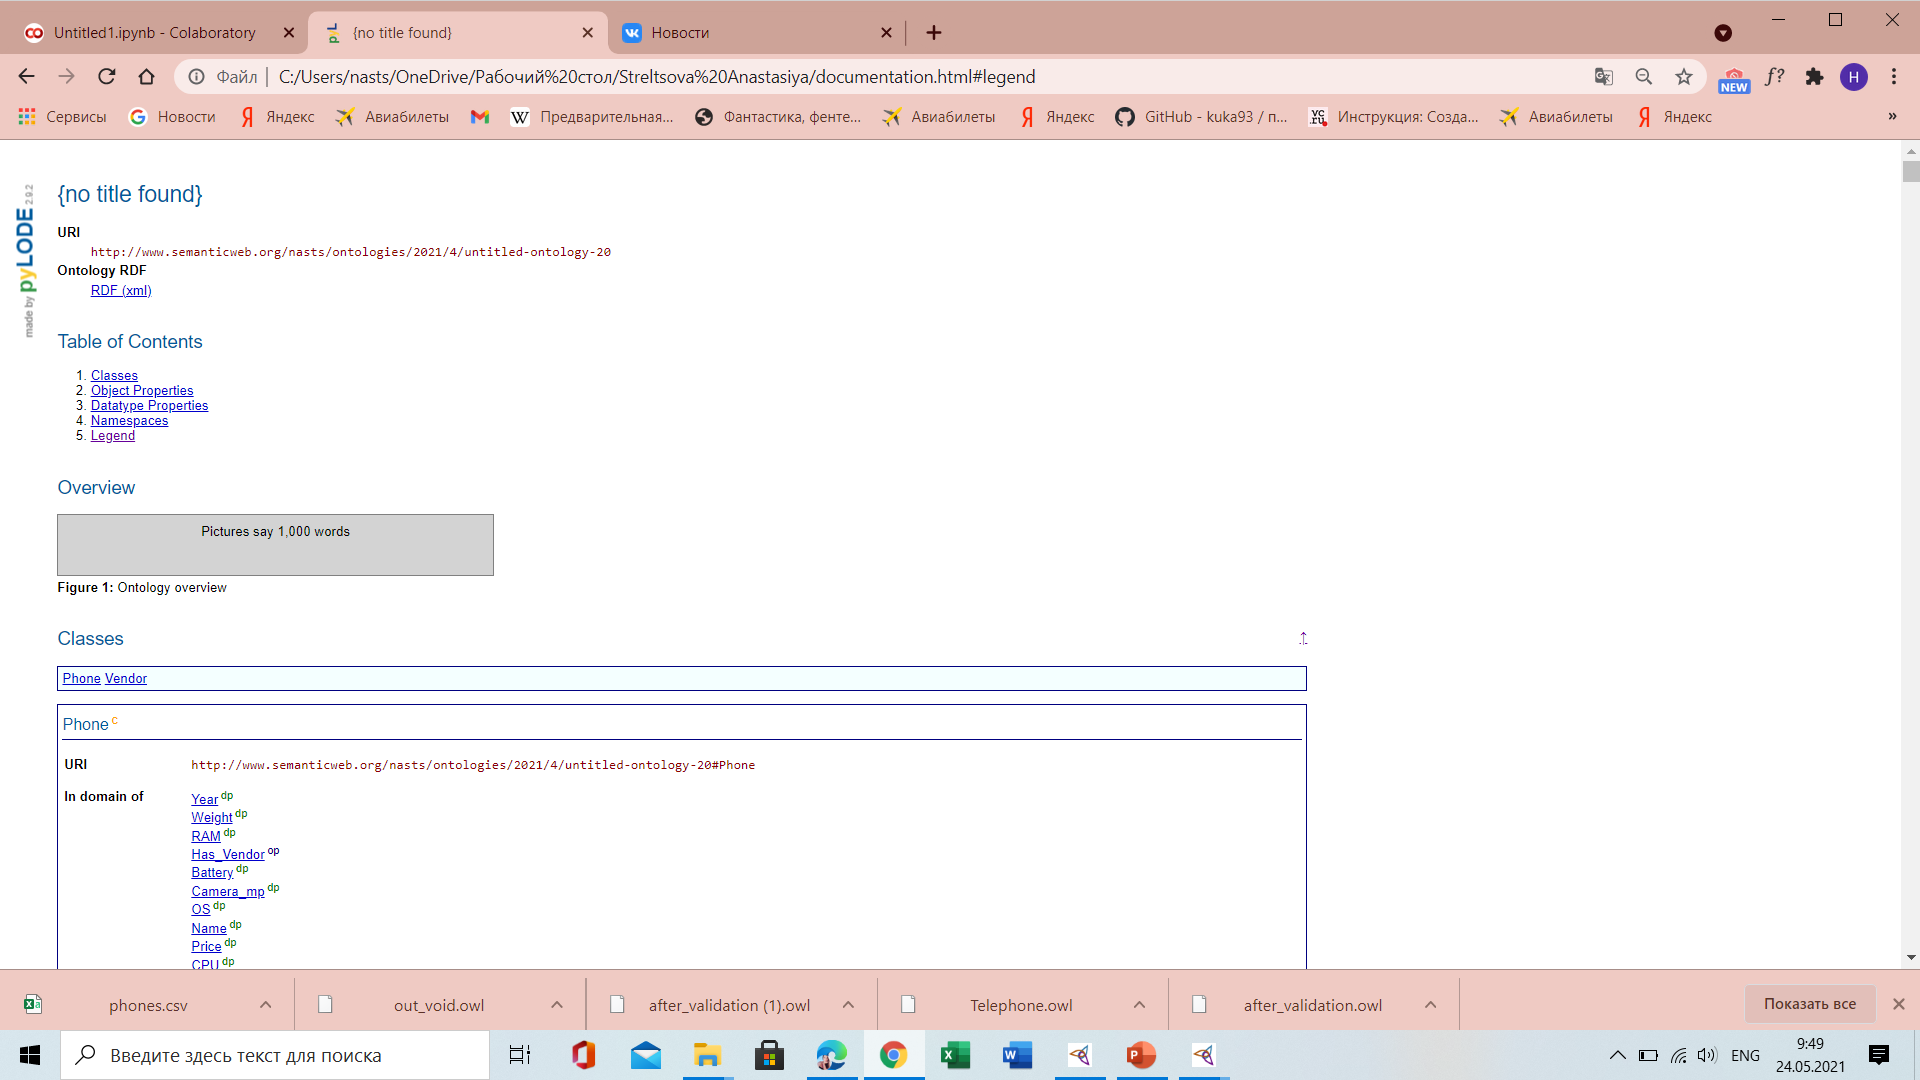 Untitled1.ipynb - Colaboratory
{no title found}
Новости
Файл
C:/Users/nasts/OneDrive/Рабочий%20стол/Streltsova%20Anastasiya/documentation.html#legend
NEW
f?
H
Сервисы
Новости
Яндекс
Авиабилеты
Предварительная...
Фантастика, фенте...
Авиабилеты
Яндекс
GitHub - kuka93 / п...
Инструкция: Созда...
Авиабилеты
Яндекс
»
made by pyLODE 2.9.2
{no title found}
URI
http://www.semanticweb.org/nasts/ontologies/2021/4/untitled-ontology-20
Ontology RDF
RDF (xml)
Table of Contents
1. Classes
2. Object Properties
3. Datatype Properties
4. Namespaces
5. Legend
Overview
Pictures say 1,000 words
Figure 1: Ontology overview
Classes
Phone Vendor
Phone c
URI
http://www.semanticweb.org/nasts/ontologies/2021/4/untitled-ontology-20#Phone
In domain of
Year dp
Weight dp
RAM dp
Has_Vendor op
Battery dp
Camera_mp dp
OS dp
Name dp
Price dp
CPU dp
phones.csv
out_void.owl
after_validation (1).owl
Telephone.owl
after_validation.owl
Показать все
Введите здесь текст для поиска
ENG
9:49
24.05.2021